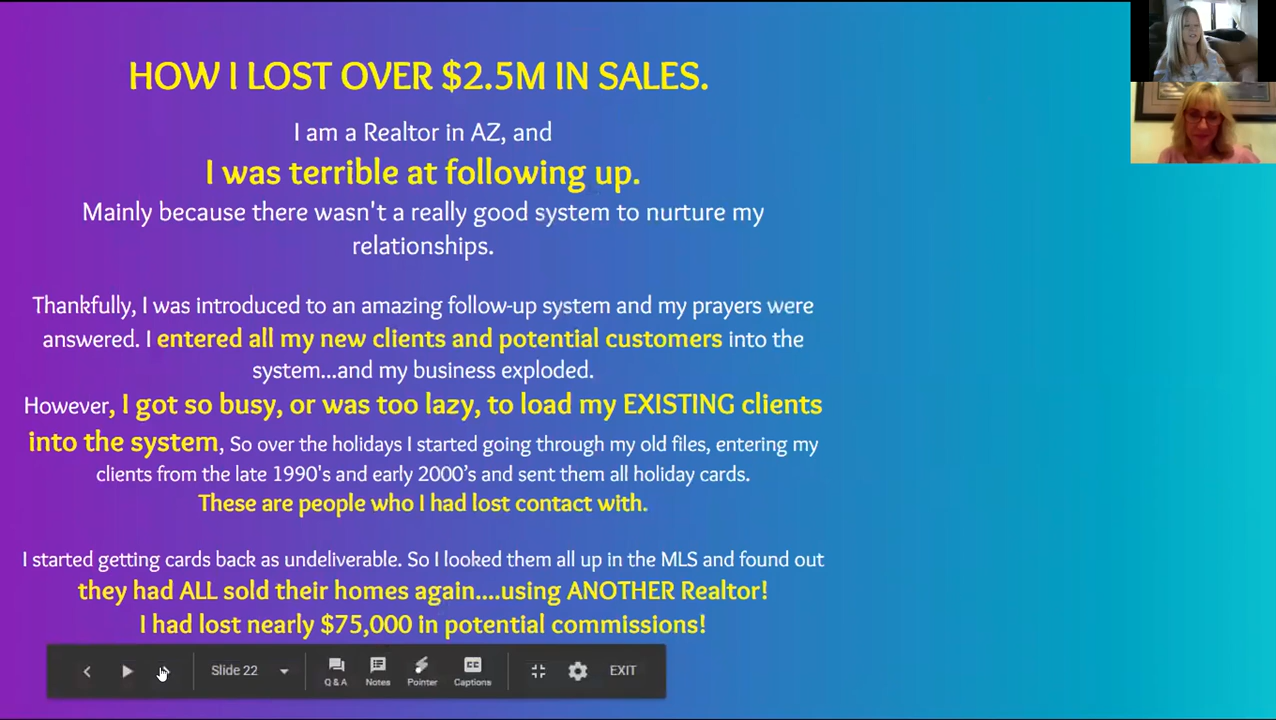 HOW I LOST OVER $2.5M IN SALES.
I am a Realtor in AZ, and
I was terrible at following up.
Mainly because there wasn't a really good system to nurture my
relationships.
Thankfully, I was introduced to an amazing follow-up system and my prayers were
answered. I entered all my new clients and potential customers into the
system...and my business exploded.
However, I got so busy, or was too lazy, to load my EXISTING clients
into the system, So over the holidays I started going through my old files, entering my
clients from the late 1990's and early 2000’s and sent them all holiday cards.
These are people who I had lost contact with.
I started getting cards back as undeliverable. So I looked them all up in the MLS and found out
they had ALL sold their homes again....using ANOTHER Realtor!
I had lost nearly $75,000 in potential commissions!
Slide 22
Q & A
Notes
Pointer
CC
Captions
EXIT